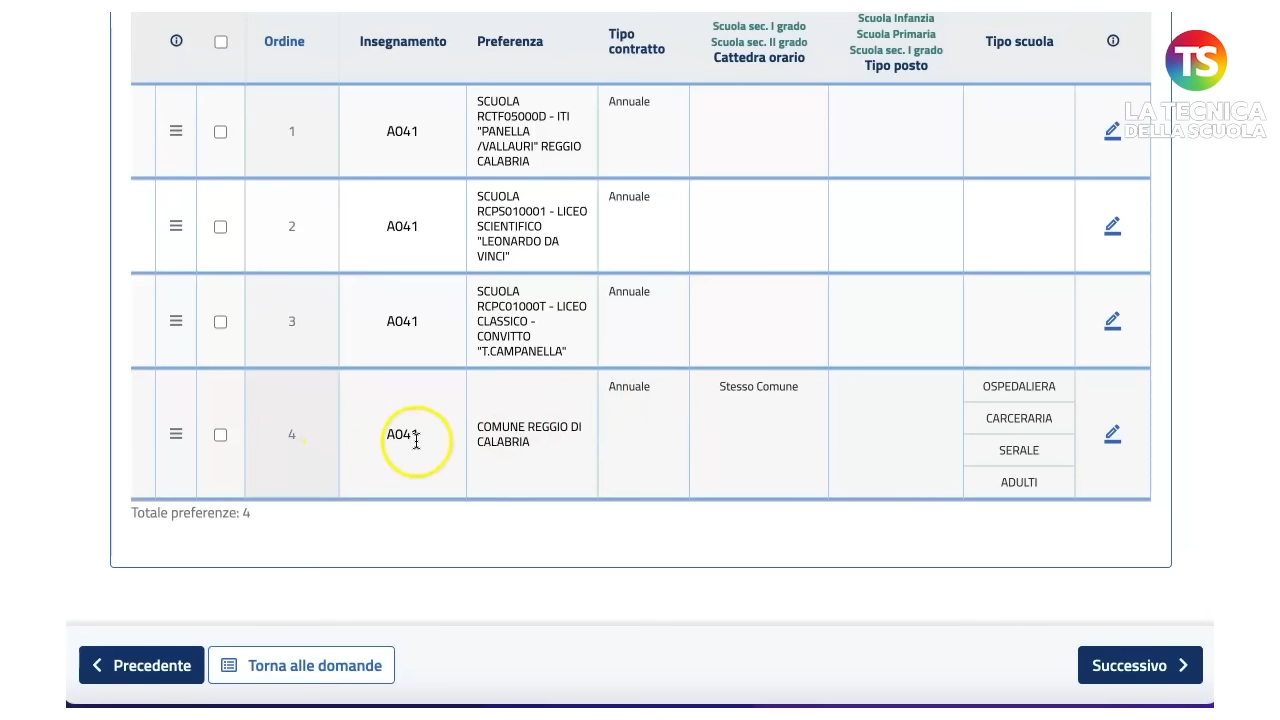 Ordine
Insegnamento
Preferenza
Tipo
contratto
Scuola sec. I grado
Scuola sec. II grado
Cattedra orario
Scuola Infanzia
Scuola Primaria
Scuola sec. I grado
Tipo posto
Tipo scuola
TS
LA TECNICA
DELLA SCUOLA
1
A041
SCUOLA
RCTF05000D - ITI
"PANELLA
/VALLAURI" REGGIO
CALABRIA
Annuale
2
A041
SCUOLA
RCPS010001 - LICEO
SCIENTIFICO
"LEONARDO DA
VINCI"
Annuale
3
A041
SCUOLA
RCPC01000T - LICEO
CLASSICO -
CONVITTO
"T.CAMPANELLA"
Annuale
4
A041
COMUNE REGGIO DI
CALABRIA
Annuale
Stesso Comune
OSPEDALIERA
CARCERARIA
SERALE
ADULTI
Totale preferenze: 4
Precedente
Torna alle domande
Successivo